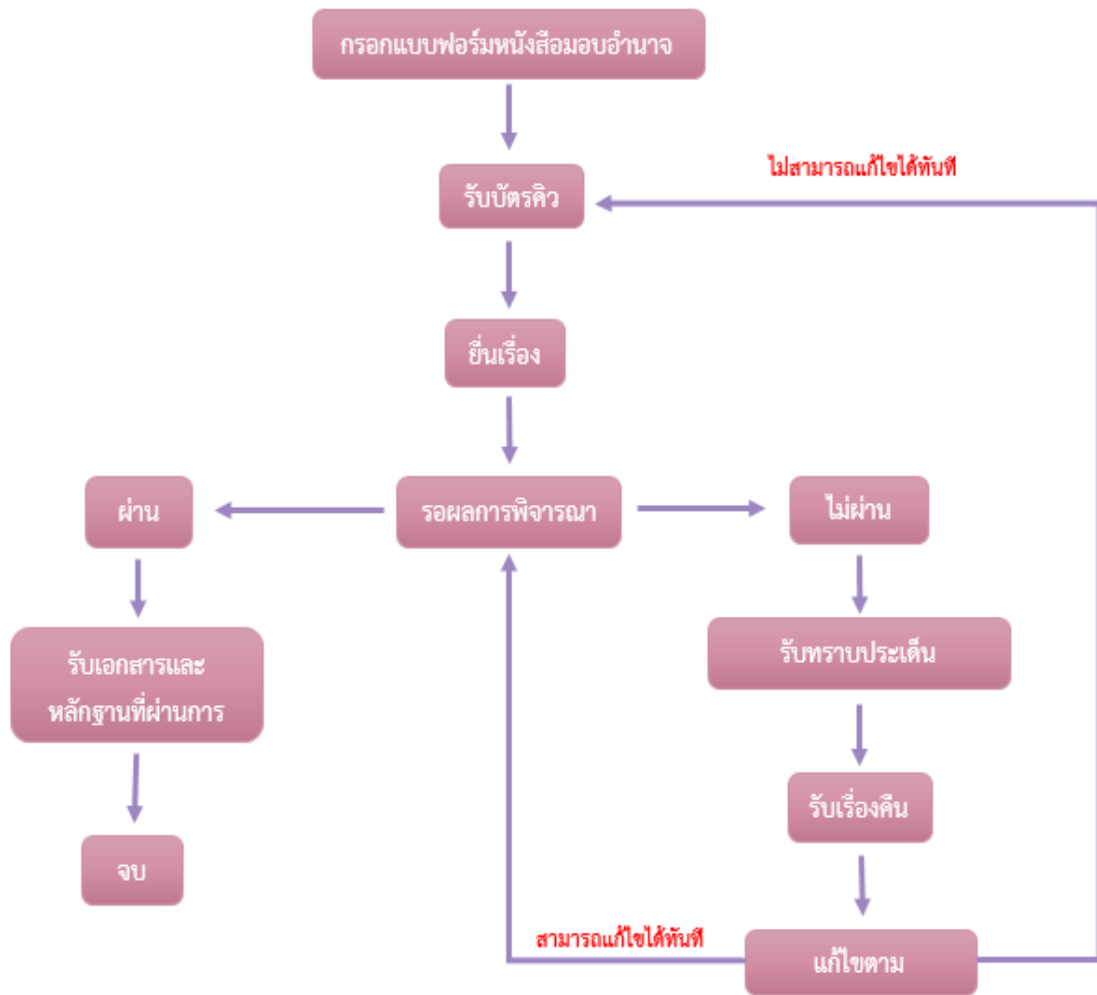 กรอกแบบฟอร์มหนังสือมอบอำนาจ
ไม่สามารถแก้ไขได้ทันที
รับบัตรคิว
ยื่นเรื่อง
ผ่าน
รอผลการพิจารณา
ไม่ผ่าน
รับเอกสารและ
หลักฐานที่ผ่านการ
รับทราบประเด็น
รับเรื่องคืน
จบ
สามารถแก้ไขได้ทันที
แก้ไขตาม